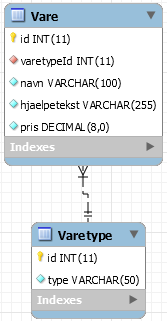 Vare
id INT(11)
varetypeId INT(11)
navn VARCHAR(100)
hjaelpetekst VARCHAR(255)
pris DECIMAL(8,0)
Indexes
Varetype
id INT(11)
type VARCHAR(50)
Indexes